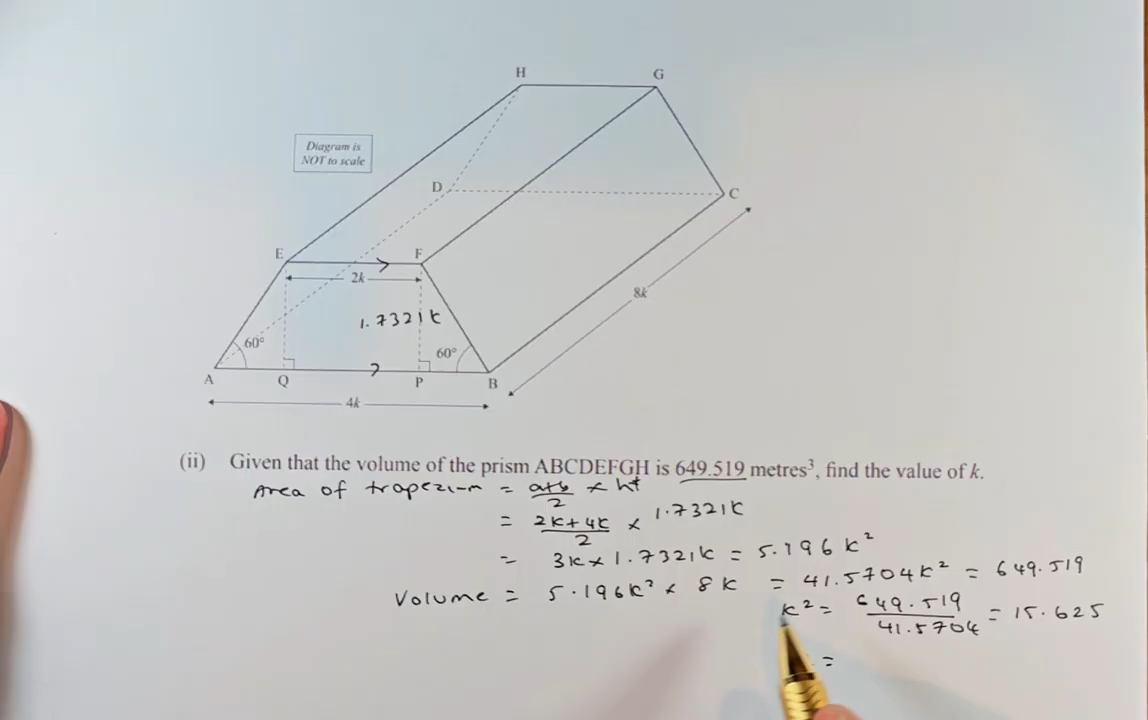 H
G
Diagram is
NOT to scale
D
C
E
F
2k
8k
1.7321k
60°
60°
A
Q
P
B
4k
(ii) Given that the volume of the prism ABCDEFGH is 649.519 metres³, find the value of k.
Area of trapezium = a+b/2 × ht
= 2k+4k/2 × 1.7321k
= 3k × 1.7321k = 5.196k²
Volume = 5.196k² × 8k = 41.5704k² = 649.519
k² = 649.519/41.5704 = 15.625
=